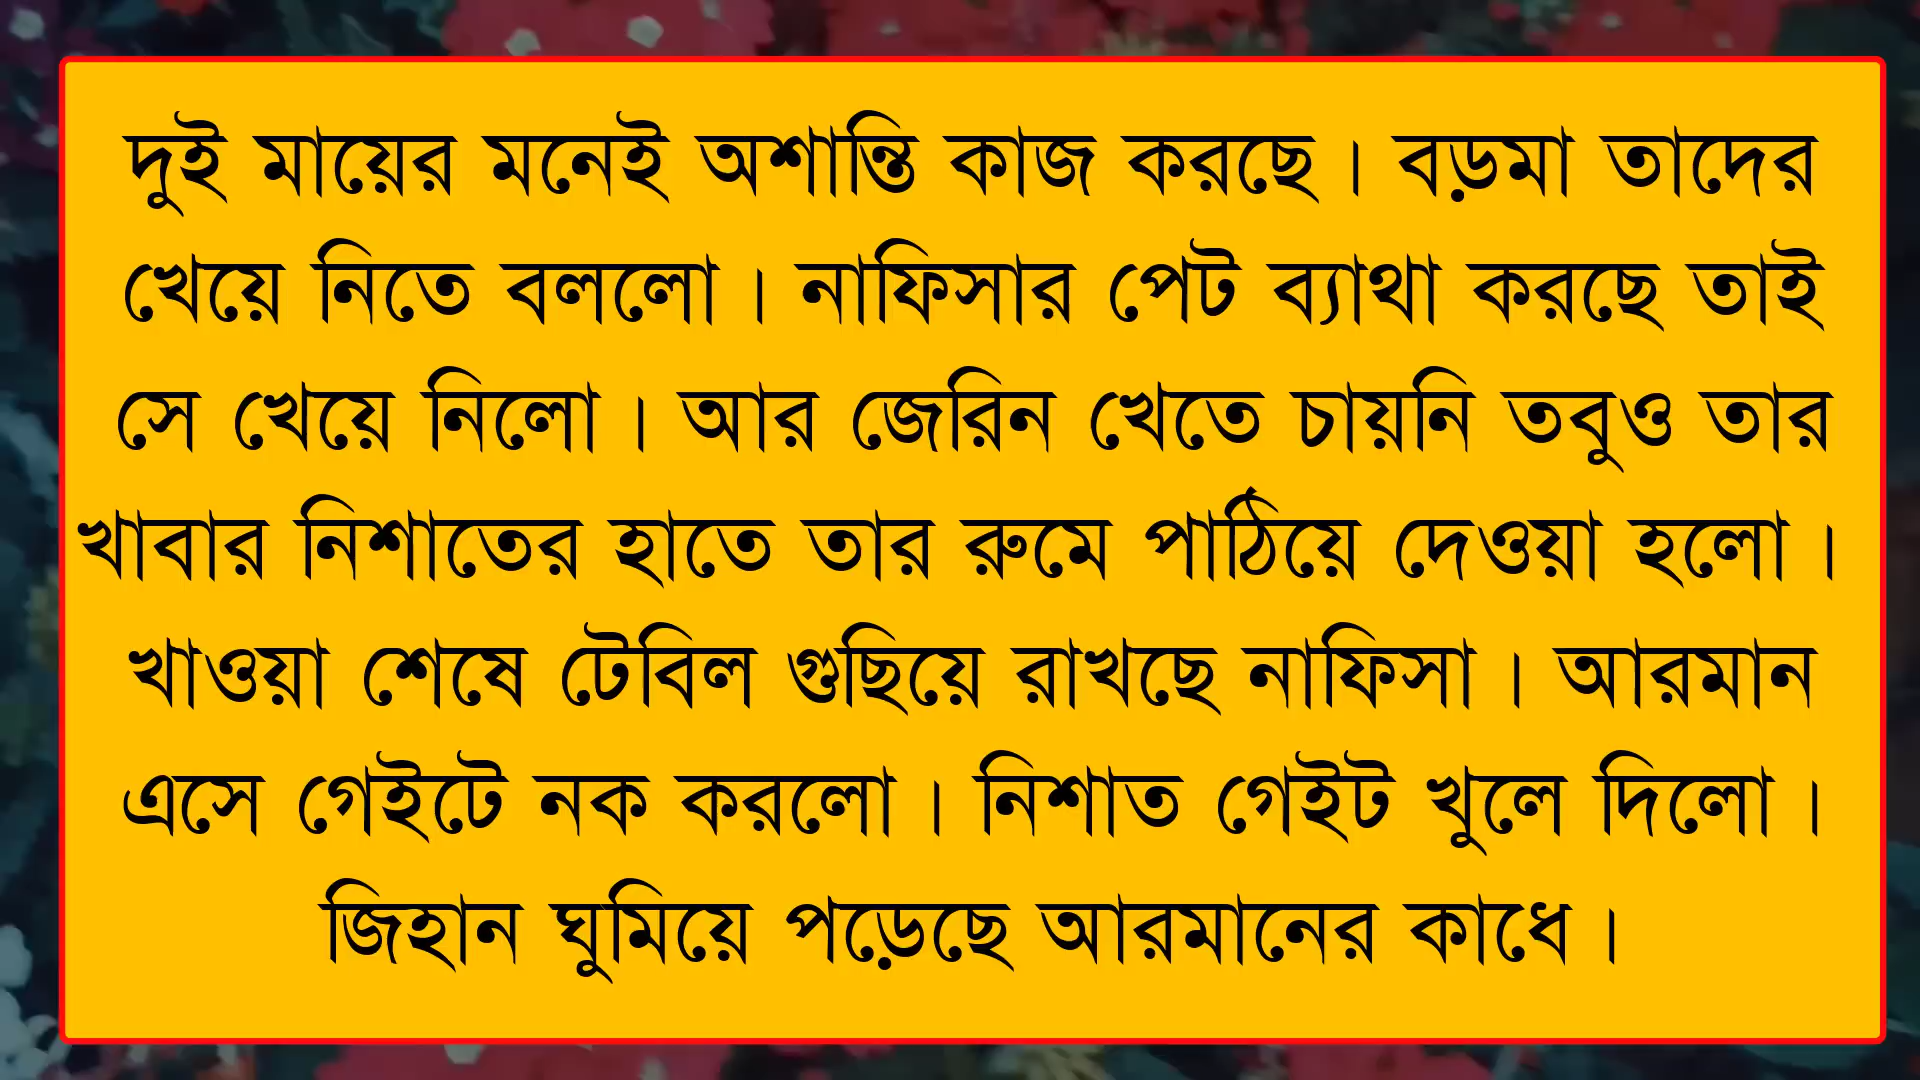 দুই মায়ের মনেই অশান্তি কাজ করছে। বড়মা তাদের
খেয়ে নিতে বললো। নাফিসার পেট ব্যাথা করছে তাই
সে খেয়ে নিলো। আর জেরিন খেতে চায়নি তবুও তার
খাবার নিশাতের হাতে তার রুমে পাঠিয়ে দেওয়া হলো।
খাওয়া শেষে টেবিল গুছিয়ে রাখছে নাফিসা। আরমান
এসে গেইটে নক করলো। নিশাত গেইট খুলে দিলো।
জিহান ঘুমিয়ে পড়েছে আরমানের কাধে।